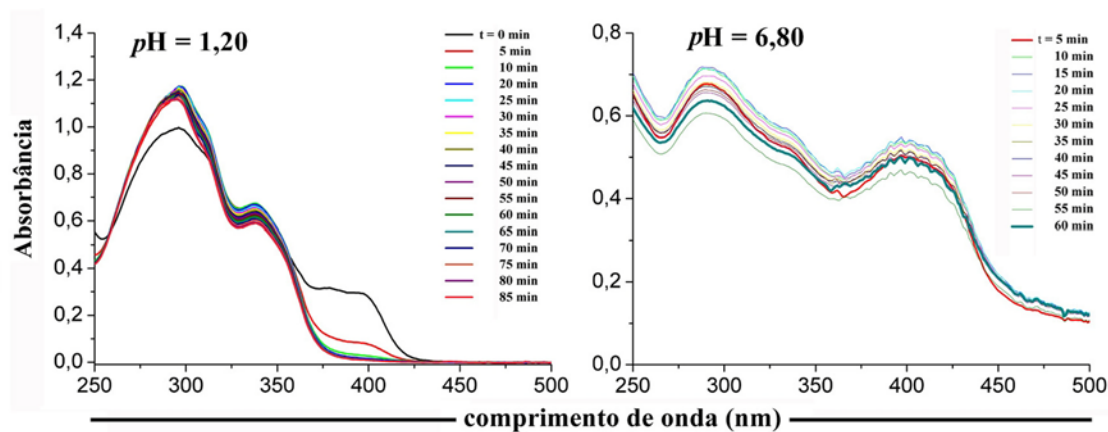 Absorbância
1,4
1,2
1,0
0,8
0,6
0,4
0,2
0,0
pH = 1,20
t = 0 min
5 min
10 min
20 min
25 min
30 min
35 min
40 min
45 min
50 min
55 min
60 min
65 min
70 min
75 min
80 min
85 min
250
300
350
400
450
500
0,8
0,6
0,4
0,2
0,0
pH = 6,80
t = 5 min
10 min
15 min
20 min
25 min
30 min
35 min
40 min
45 min
50 min
55 min
60 min
250
300
350
400
450
500
comprimento de onda (nm)